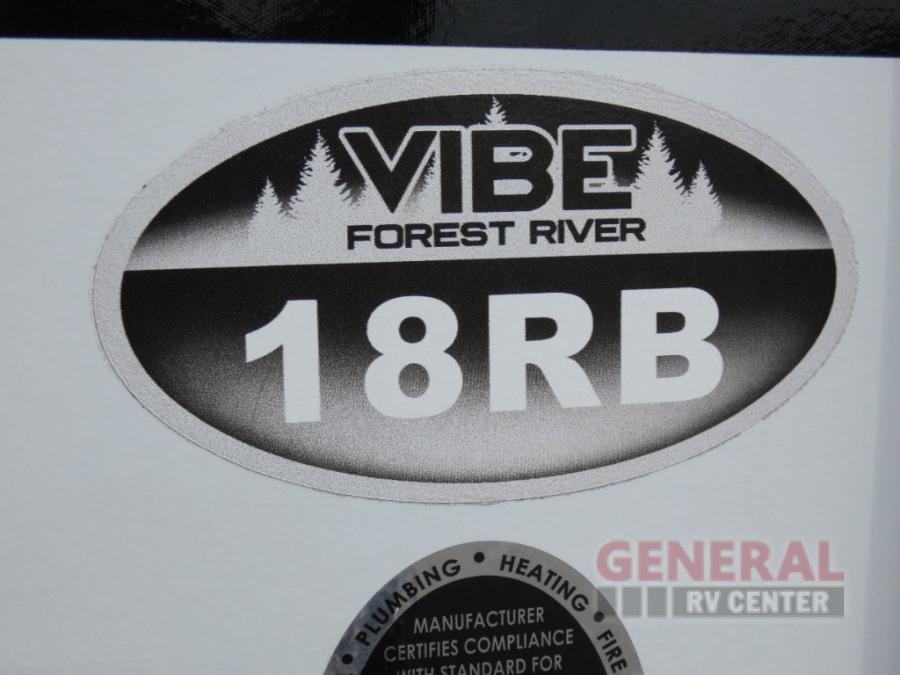 VIBE
FOREST RIVER
18RB
• PLUMBING • HEATING • FIRE
MANUFACTURER
CERTIFIES COMPLIANCE
WITH STANDARD FOR
GENERAL
RV CENTER